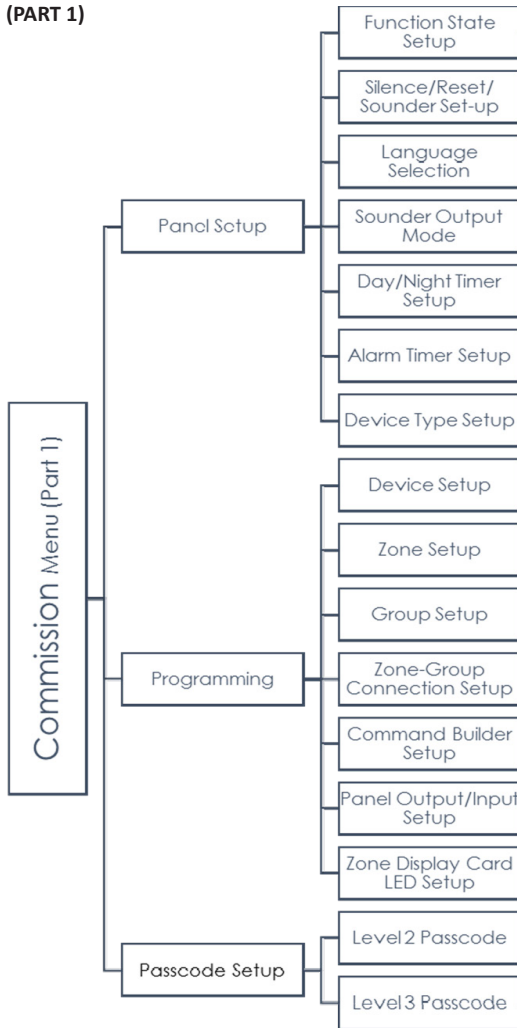 (PART 1)
Function State
Setup
Silence/Reset/
Sounder Set-up
Language
Selection
Panel Setup
Sounder Output
Mode
Day/Night Timer
Setup
Alarm Timer Setup
Device Type Setup
Commission Menu (Part 1)
Device Setup
Zone Setup
Group Setup
Programming
Zone-Group
Connection Setup
Command Builder
Setup
Panel Output/Input
Setup
Zone Display Card
LED Setup
Passcode Setup
Level 2 Passcode
Level 3 Passcode